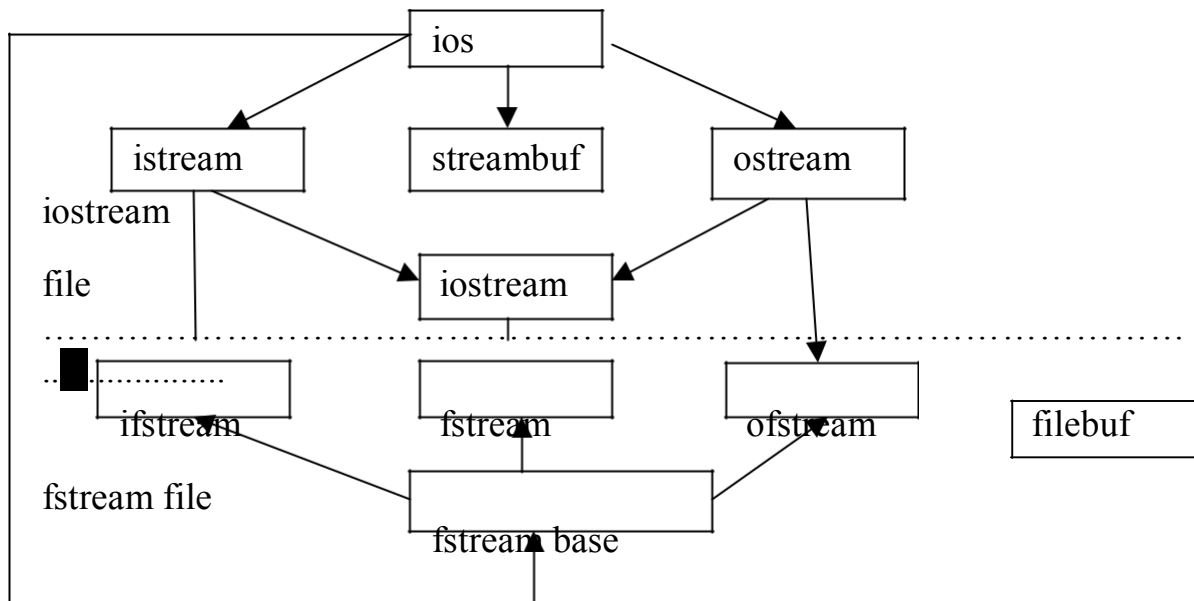 ios
istream
streambuf
ostream
iostream
file
iostream
ifstream
fstream
ofstream
filebuf
fstream file
fstream base